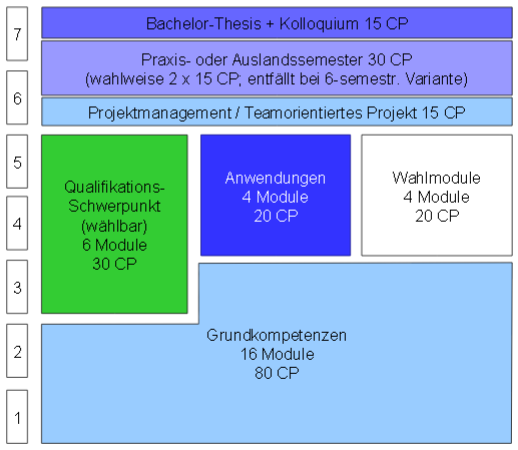 7
Bachelor-Thesis + Kolloquium 15 CP
Praxis- oder Auslandssemester 30 CP
(wahlweise 2 x 15 CP; entfällt bei 6-semestr. Variante)
6
Projektmanagement / Teamorientiertes Projekt 15 CP
5
Qualifikations-
Schwerpunkt
(wählbar)
6 Module
30 CP
Anwendungen
4 Module
20 CP
Wahlmodule
4 Module
20 CP
4
3
Grundkompetenzen
16 Module
80 CP
2
1